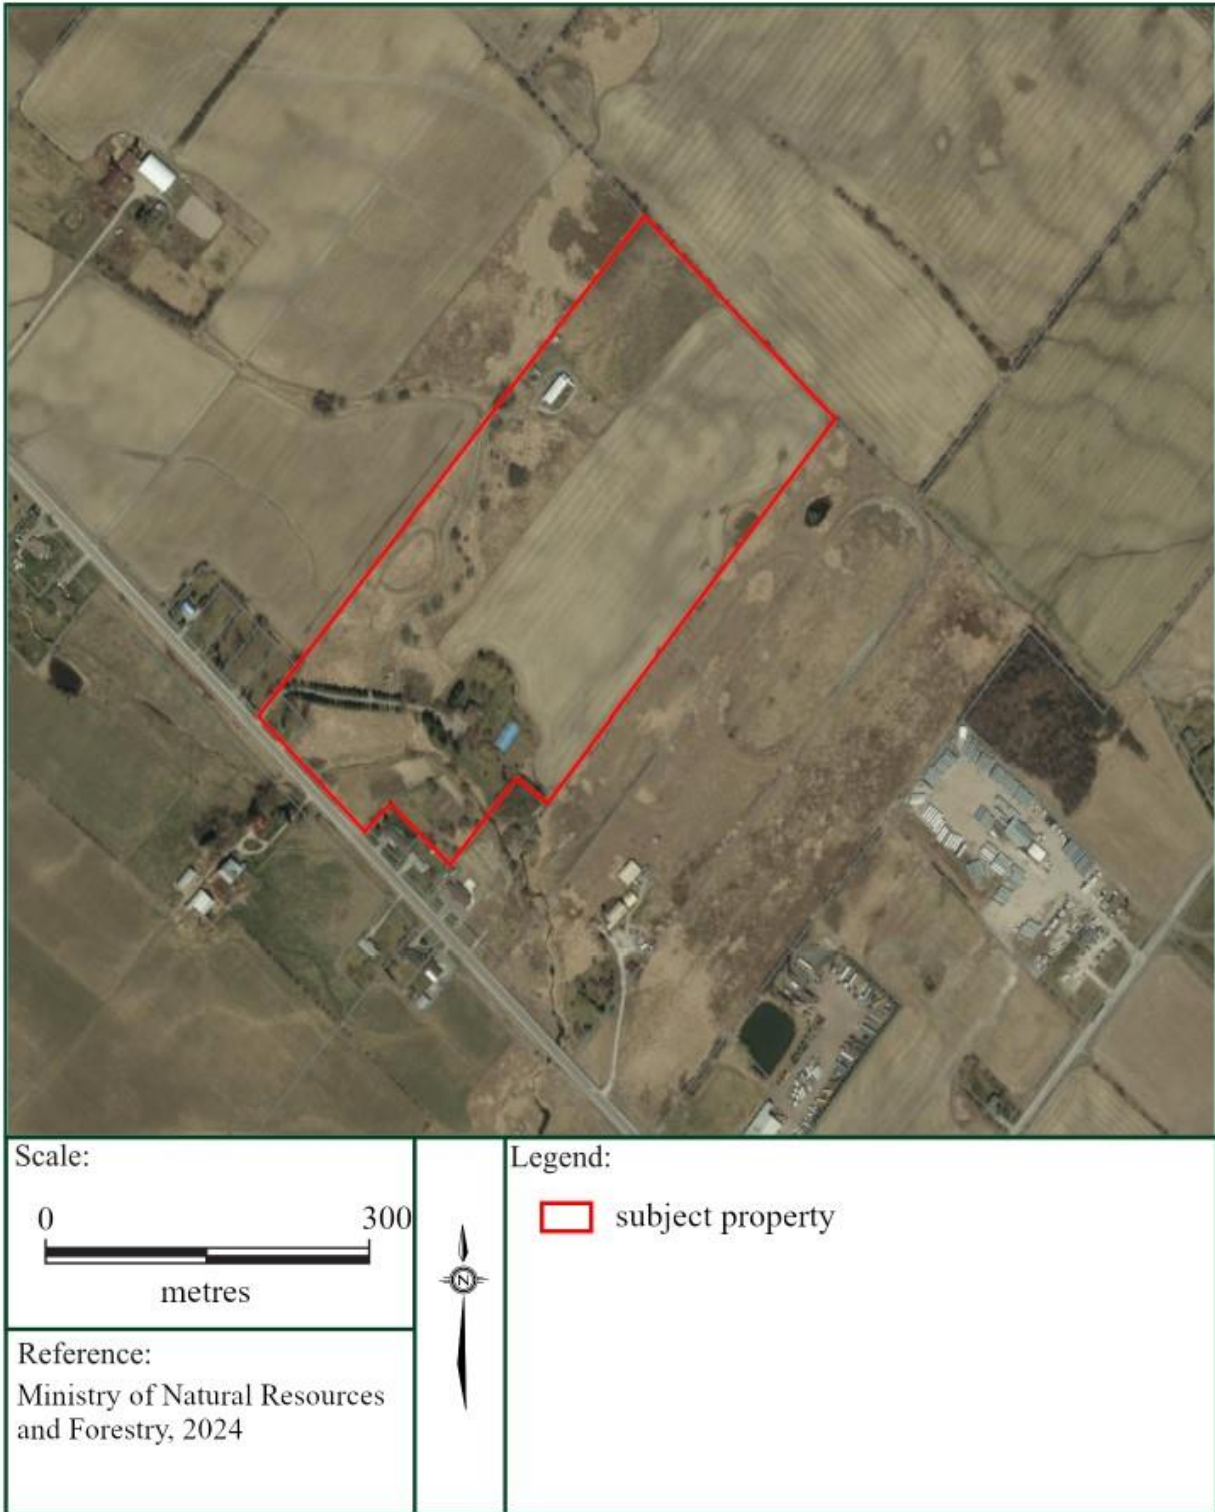 Scale:
0 300
metres
Reference:
Ministry of Natural Resources
and Forestry, 2024
N
Legend:
subject property